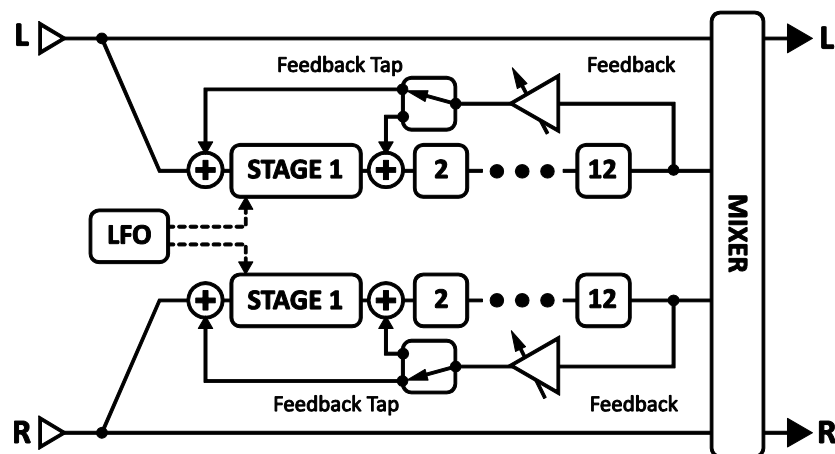 L
L
Feedback Tap
Feedback
+
STAGE 1
+
2
12
LFO
MIXER
+
STAGE 1
+
2
12
Feedback Tap
Feedback
R
R